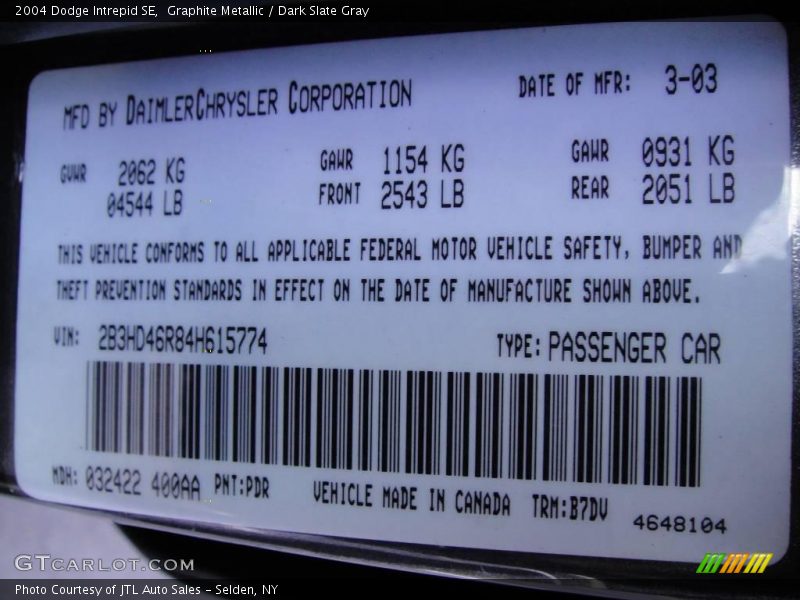 2004 Dodge Intrepid SE,  Graphite Metallic / Dark Slate Gray
MFD BY DAIMLERCHRYSLER CORPORATION
DATE OF MFR: 3-03
GVWR 2062 KG
04544 LB
GAWR 1154 KG
FRONT 2543 LB
GAWR 0931 KG
REAR 2051 LB
THIS VEHICLE CONFORMS TO ALL APPLICABLE FEDERAL MOTOR VEHICLE SAFETY, BUMPER AND
THEFT PREVENTION STANDARDS IN EFFECT ON THE DATE OF MANUFACTURE SHOWN ABOVE.
VIN: 2B3HD46R84H615774
TYPE: PASSENGER CAR
MDH: 032422 400AA PNT:PDR
VEHICLE MADE IN CANADA TRM:B7DV
4648104
GTCARLOT.COM
Photo Courtesy of JTL Auto Sales - Selden, NY